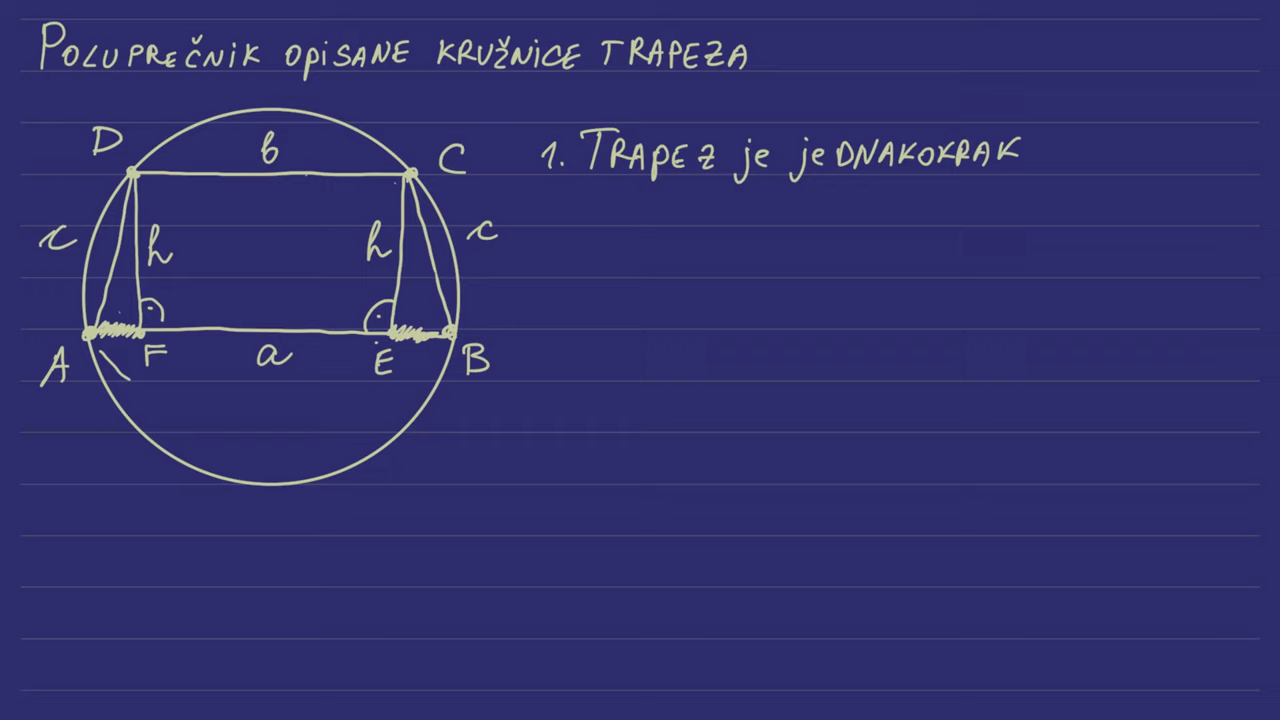 POLUPREČNIK OPISANE KRUŽNICE TRAPEZA
D b C
1. TRAPEZ je jeDNAKOKRAK
c h h c
A F a E B